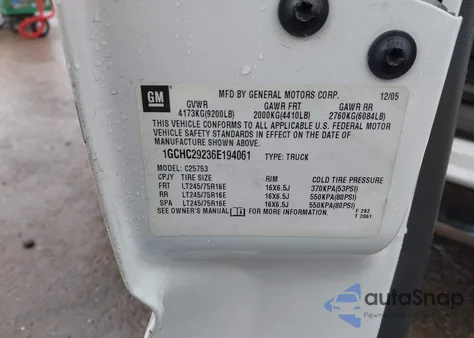 GM
MFD BY GENERAL MOTORS CORP. 12/05
GVWR GAWR FRT GAWR RR
4173KG(9200LB) 2000KG(4410LB) 2760KG(6084LB)
THIS VEHICLE CONFORMS TO ALL APPLICABLE U.S. FEDERAL MOTOR
VEHICLE SAFETY STANDARDS IN EFFECT ON THE DATE OF
MANUFACTURE SHOWN ABOVE.
1GCHC29236E194061 TYPE: TRUCK
MODEL: C25753
CPJY TIRE SIZE RIM COLD TIRE PRESSURE
FRT LT245/75R16E 16X6.5J 370KPA(53PSI)
RR LT245/75R16E 16X6.5J 550KPA(80PSI)
SPA LT245/75R16E 16X6.5J 550KPA(80PSI)
SEE OWNER'S MANUAL FOR MORE INFORMATION.
F 282
T 2061
autoSnap